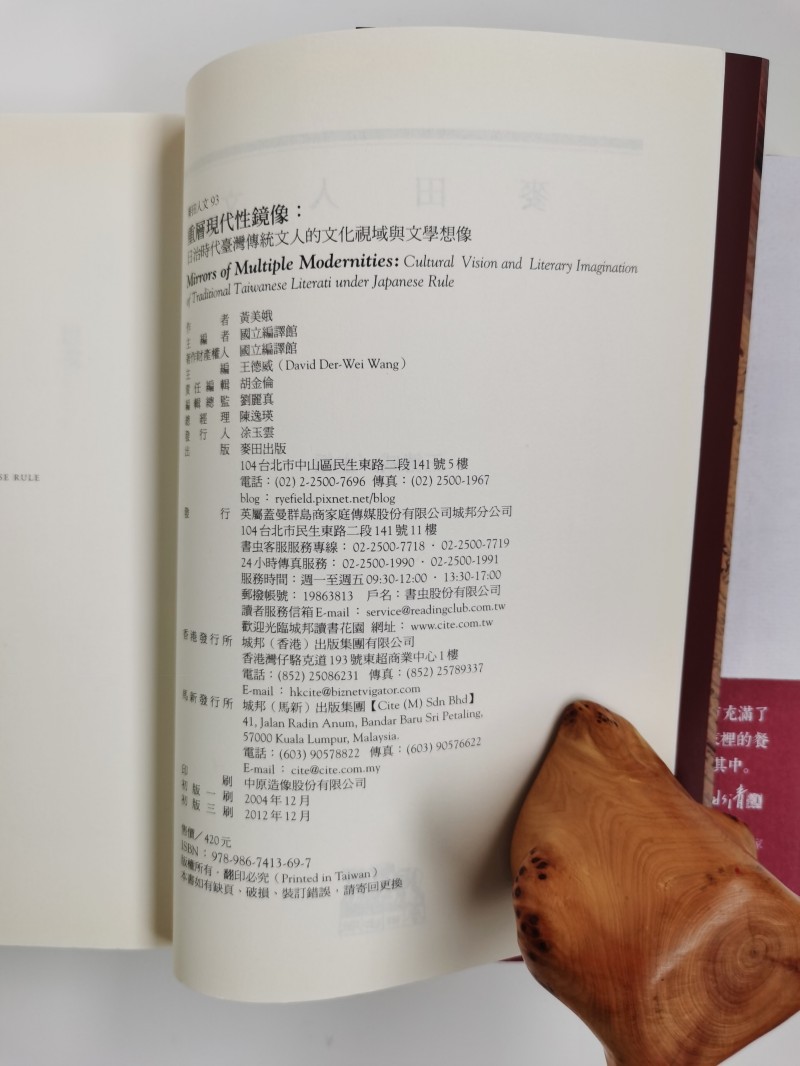 SE RULE
麥田人文 93
重層現代性鏡像：
日治時代臺灣傳統文人的文化視域與文學想像
Mirrors of Multiple Modernities: Cultural Vision and Literary Imagination
of Traditional Taiwanese Literati under Japanese Rule
作者 黃美娥
主編者 國立編譯館
著作財產權人 國立編譯館
主編 王德威（David Der-Wei Wang）
責任編輯 胡金倫
編輯總監 劉麗真
總經理 陳逸瑛
發行人 凃玉雲
出版 麥田出版
104台北市中山區民生東路二段141號5樓
電話：(02) 2-2500-7696 傳真：(02) 2500-1967
blog：ryefield.pixnet.net/blog
發行 英屬蓋曼群島商家庭傳媒股份有限公司城邦分公司
104台北市民生東路二段141號11樓
書虫客服服務專線：02-2500-7718．02-2500-7719
24小時傳真服務：02-2500-1990．02-2500-1991
服務時間：週一至週五09:30-12:00．13:30-17:00
郵撥帳號：19863813 戶名：書虫股份有限公司
讀者服務信箱E-mail：service@readingclub.com.tw
歡迎光臨城邦讀書花園 網址：www.cite.com.tw
香港發行所 城邦（香港）出版集團有限公司
香港灣仔駱克道193號東超商業中心1樓
電話：(852) 25086231 傳真：(852) 25789337
E-mail：hkcite@biznetvigator.com
馬新發行所 城邦（馬新）出版集團【Cite (M) Sdn Bhd】
41, Jalan Radin Anum, Bandar Baru Sri Petaling,
57000 Kuala Lumpur, Malaysia.
電話：(603) 90578822 傳真：(603) 90576622
E-mail：cite@cite.com.my
印刷 中原造像股份有限公司
初版一刷 2004年12月
初版三刷 2012年12月
售價／420元
ISBN：978-986-7413-69-7
版權所有．翻印必究（Printed in Taiwan）
本書如有缺頁、破損、裝訂錯誤，請寄回更換
充滿了
裡的養
其中。
家